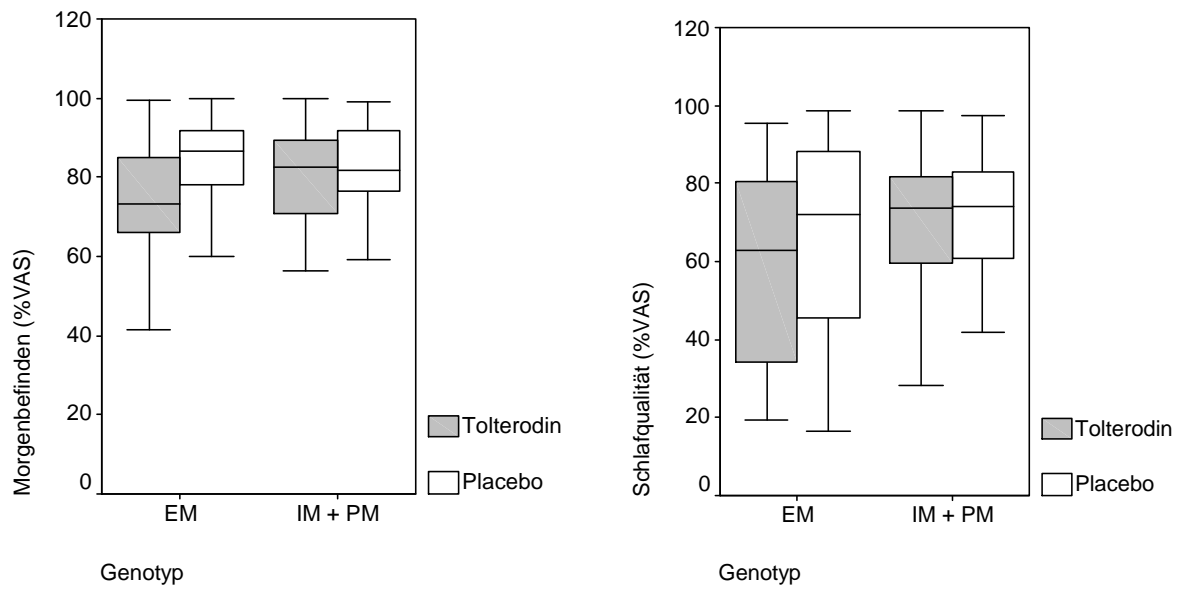 120
100
80
60
40
20
0
Morgenbefinden (%VAS)
EM
IM + PM
Genotyp
Tolterodin
Placebo
120
100
80
60
40
20
0
Schlafqualität (%VAS)
EM
IM + PM
Genotyp
Tolterodin
Placebo